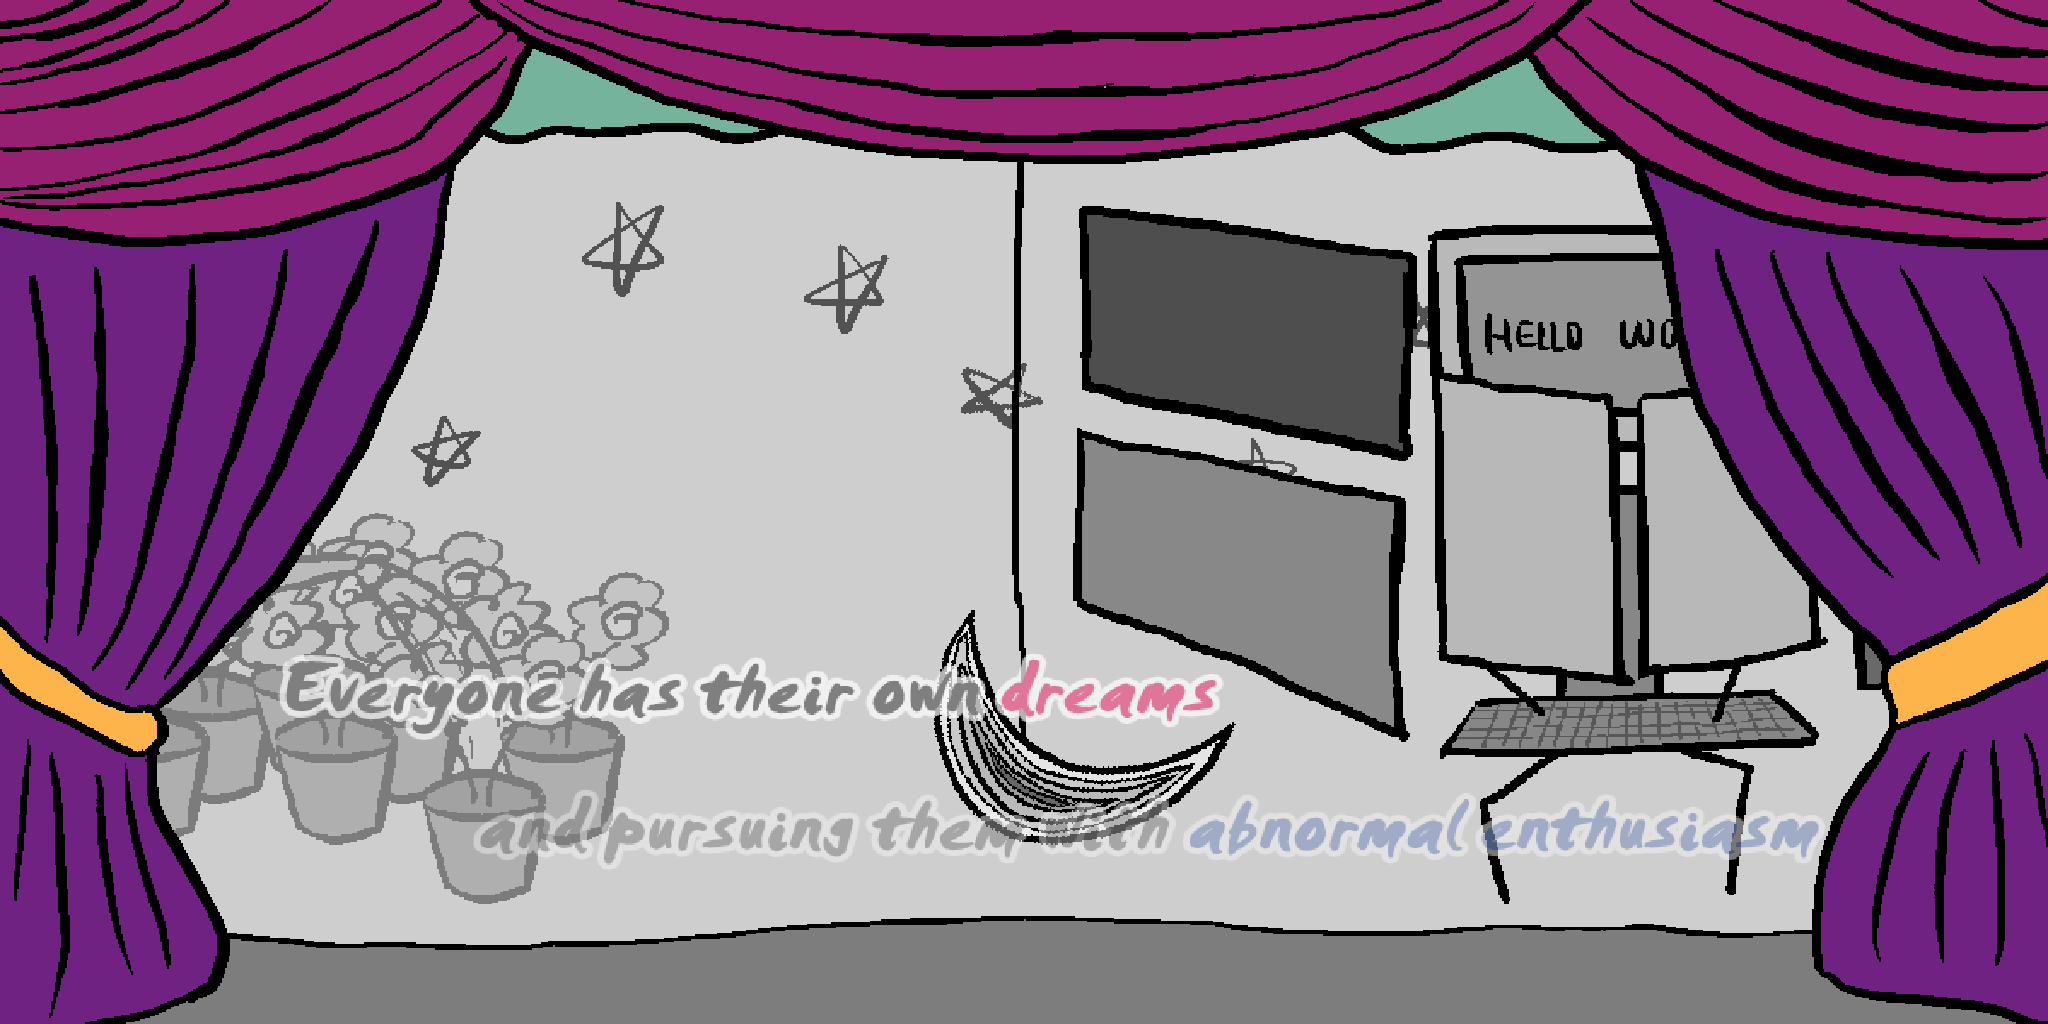 HELLO WO
Everyone has their own dreams
and pursuing them with abnormal enthusiasm